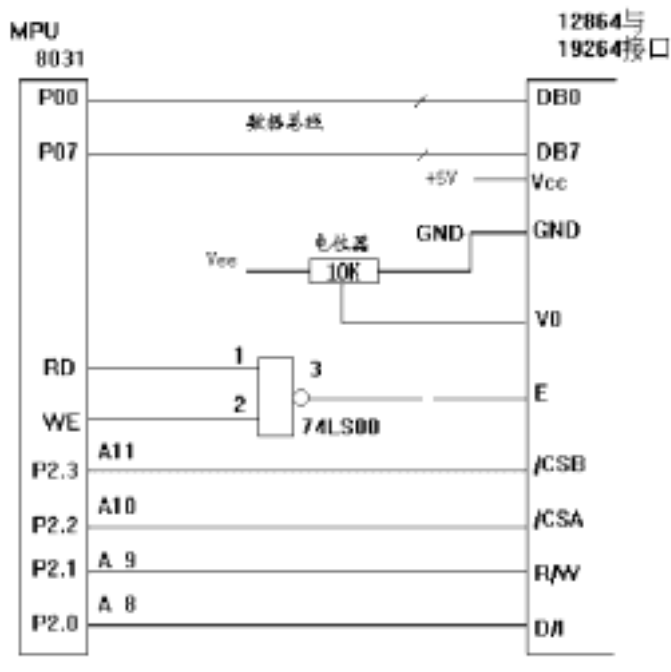 MPU
8031
12864与
19264接口
P00
DB0
数据总线
P07
DB7
+5V
Vcc
GND
GND
电位器
Vee
10K
V0
RD
1
3
E
WE
2
74LS00
A11
P2.3
/CSB
A10
P2.2
/CSA
A 9
P2.1
R/W
A 8
P2.0
D/I